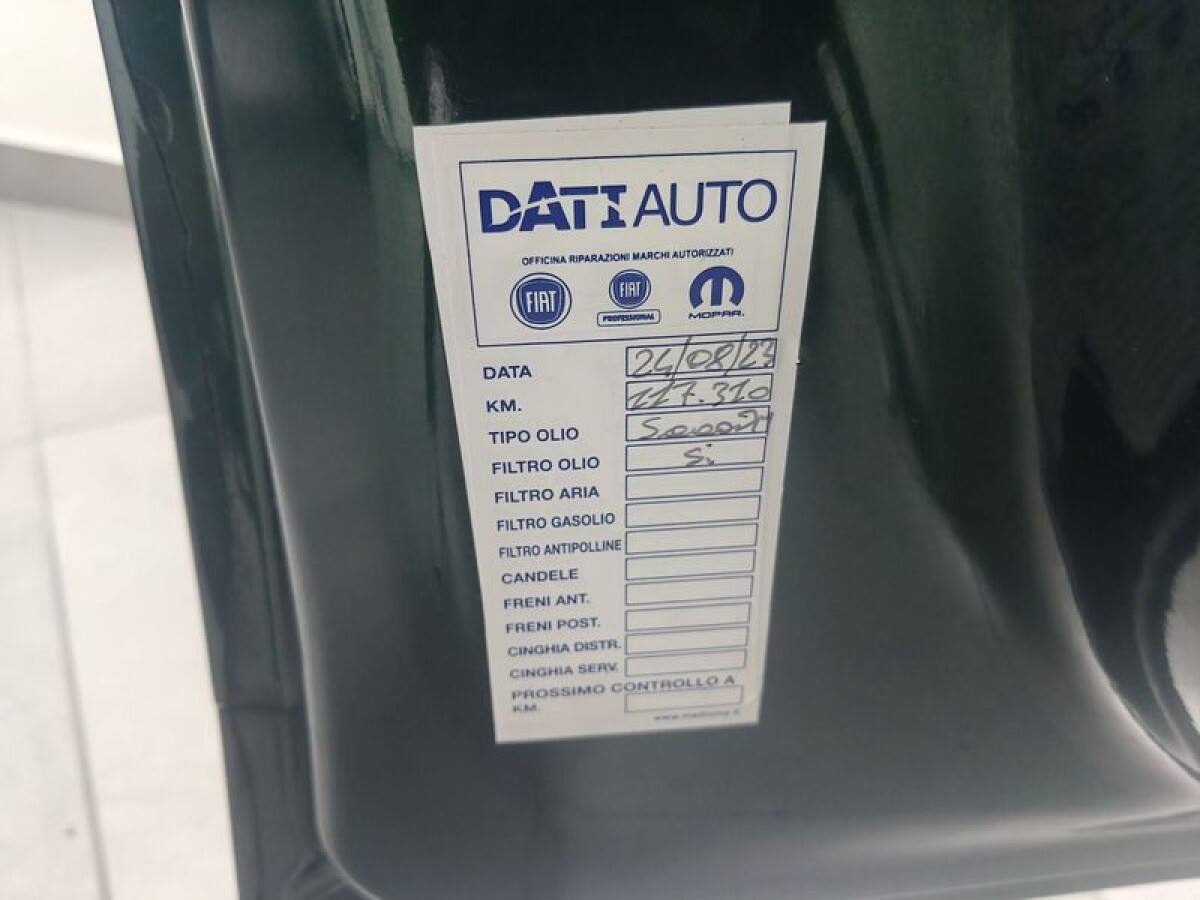 DATI AUTO
OFFICINA RIPARAZIONI MARCHI AUTORIZZATI
FIAT FIAT PROFESSIONAL MOPAR.
DATA 24/08/23
KM. 117.310
TIPO OLIO
FILTRO OLIO Si
FILTRO ARIA
FILTRO GASOLIO
FILTRO ANTIPOLLINE
CANDELE
FRENI ANT.
FRENI POST.
CINGHIA DISTR.
CINGHIA SERV.
PROSSIMO CONTROLLO A
KM.